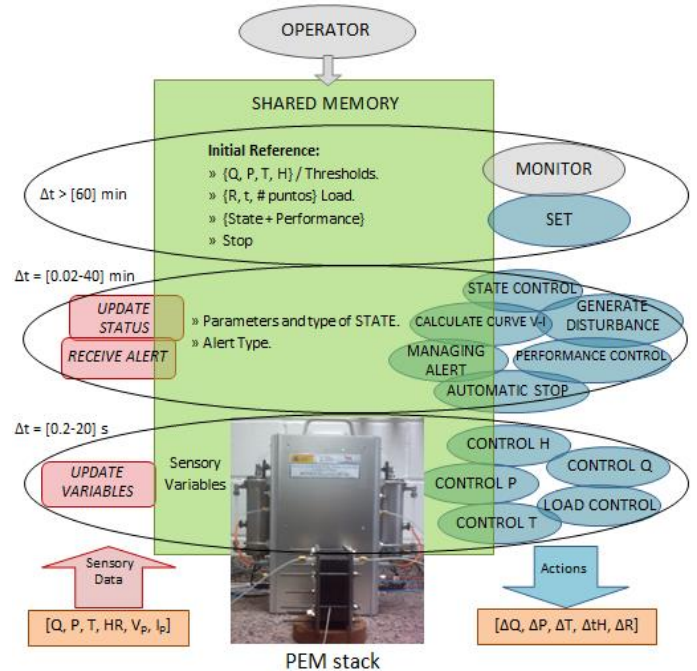 OPERATOR
SHARED MEMORY
Initial Reference:
» {Q, P, T, H} / Thresholds.
» {R, t, # puntos} Load.
» {State + Performance}
» Stop
Δt > [60] min
MONITOR
SET
Δt = [0.02-40] min
UPDATE
STATUS
RECEIVE ALERT
» Parameters and type of STATE.
» Alert Type.
STATE CONTROL
CALCULATE CURVE V-I
GENERATE
DISTURBANCE
MANAGING
ALERT
PERFORMANCE CONTROL
AUTOMATIC STOP
Δt = [0.2-20] s
UPDATE
VARIABLES
Sensory
Variables
CONTROL H
CONTROL Q
CONTROL P
LOAD CONTROL
CONTROL T
Sensory
Data
Actions
[Q, P, T, HR, Vp, Ip]
[ΔQ, ΔP, ΔT, ΔtH, ΔR]
PEM stack